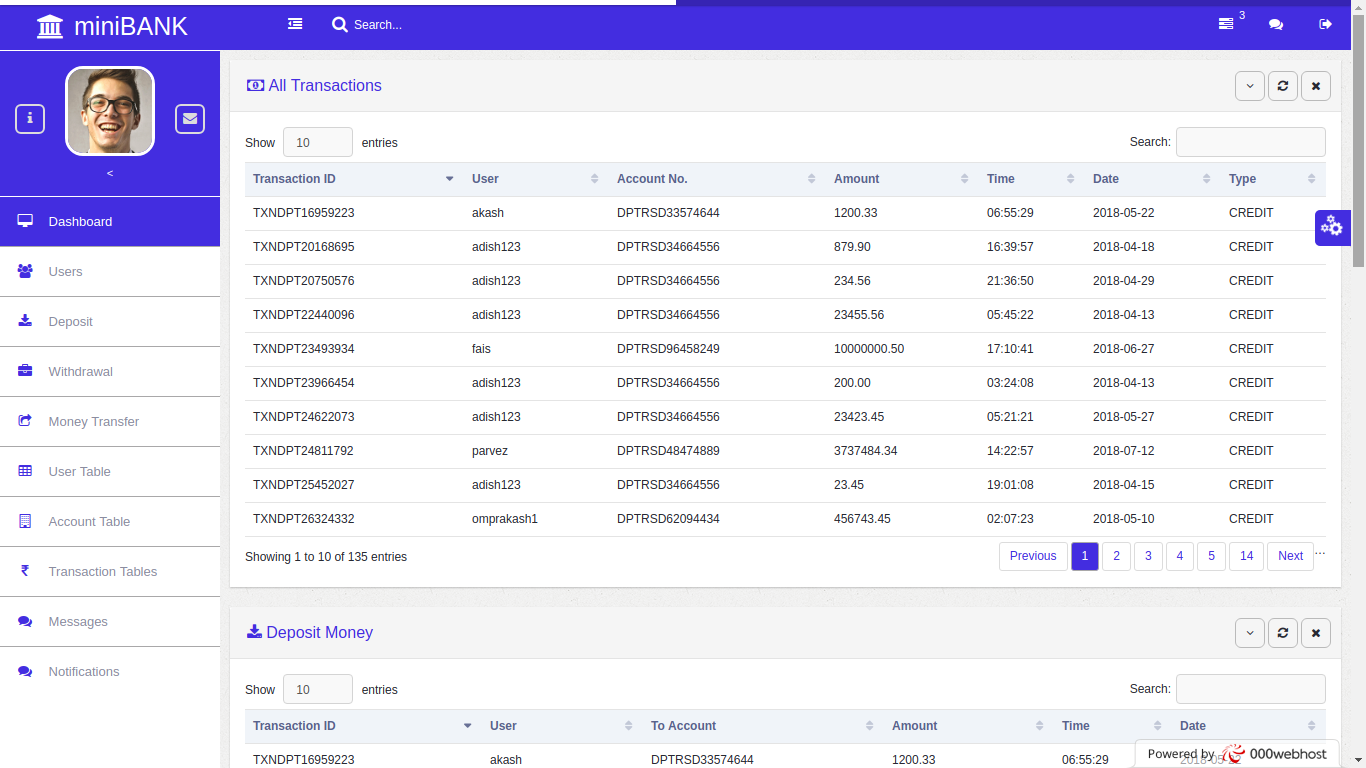 miniBANK
Search...
3
<
Dashboard
Users
Deposit
Withdrawal
Money Transfer
User Table
Account Table
Transaction Tables
Messages
Notifications
All Transactions
Show 10 entries Search:
Transaction ID User Account No. Amount Time Date Type
TXNDPT16959223 akash DPTRSD33574644 1200.33 06:55:29 2018-05-22 CREDIT
TXNDPT20168695 adish123 DPTRSD34664556 879.90 16:39:57 2018-04-18 CREDIT
TXNDPT20750576 adish123 DPTRSD34664556 234.56 21:36:50 2018-04-29 CREDIT
TXNDPT22440096 adish123 DPTRSD34664556 23455.56 05:45:22 2018-04-13 CREDIT
TXNDPT23493934 fais DPTRSD96458249 10000000.50 17:10:41 2018-06-27 CREDIT
TXNDPT23966454 adish123 DPTRSD34664556 200.00 03:24:08 2018-04-13 CREDIT
TXNDPT24622073 adish123 DPTRSD34664556 23423.45 05:21:21 2018-05-27 CREDIT
TXNDPT24811792 parvez DPTRSD48474889 3737484.34 14:22:57 2018-07-12 CREDIT
TXNDPT25452027 adish123 DPTRSD34664556 23.45 19:01:08 2018-04-15 CREDIT
TXNDPT26324332 omprakash1 DPTRSD62094434 456743.45 02:07:23 2018-05-10 CREDIT
Showing 1 to 10 of 135 entries Previous 1 2 3 4 5 14 Next ...
Deposit Money
Show 10 entries Search:
Transaction ID User To Account Amount Time Date
TXNDPT16959223 akash DPTRSD33574644 1200.33 06:55:29 2018-05-22
Powered by 000webhost